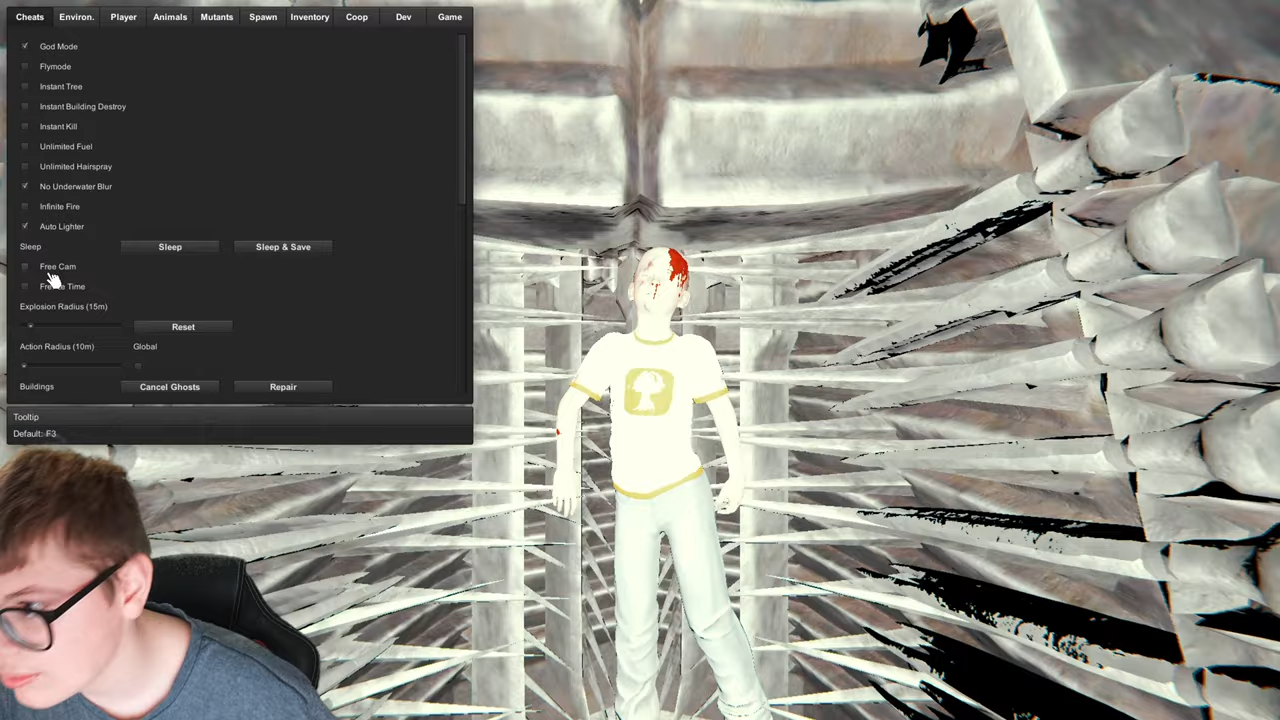 Cheats Environ. Player Animals Mutants Spawn Inventory Coop Dev Game
God Mode
Flymode
Instant Tree
Instant Building Destroy
Instant Kill
Unlimited Fuel
Unlimited Hairspray
No Underwater Blur
Infinite Fire
Auto Lighter
Sleep Sleep Sleep & Save
Free Cam
Time
Explosion Radius (15m)
Reset
Action Radius (10m) Global
Buildings Cancel Ghosts Repair
Tooltip
Default: F3